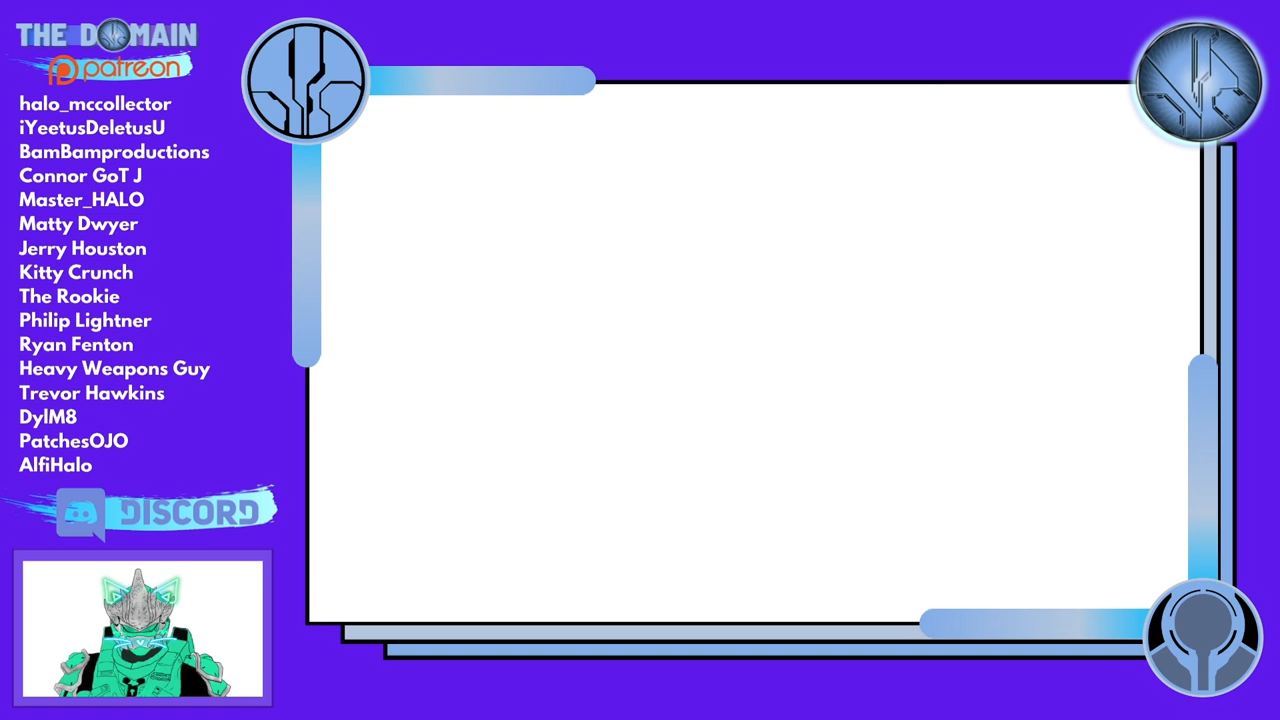 THE DOMAIN
patreon
halo_mccollector
iYeetusDeletusU
BamBamproductions
Connor GoT J
Master_HALO
Matty Dwyer
Jerry Houston
Kitty Crunch
The Rookie
Philip Lightner
Ryan Fenton
Heavy Weapons Guy
Trevor Hawkins
DylM8
PatchesOJO
AlfiHalo
DISCORD